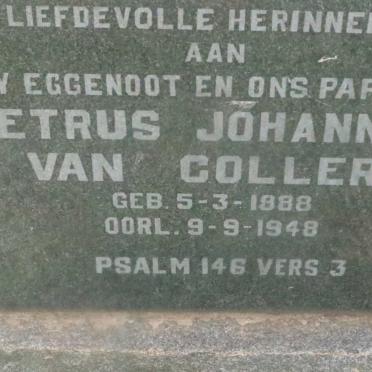 LIEFDEVOLLE HERINNE
AAN
Y EGGENOOT EN ONS PAP
ETRUS JOHANN
VAN COLLER
GEB. 5-3-1888
OORL. 9-9-1948
PSALM 146 VERS 3